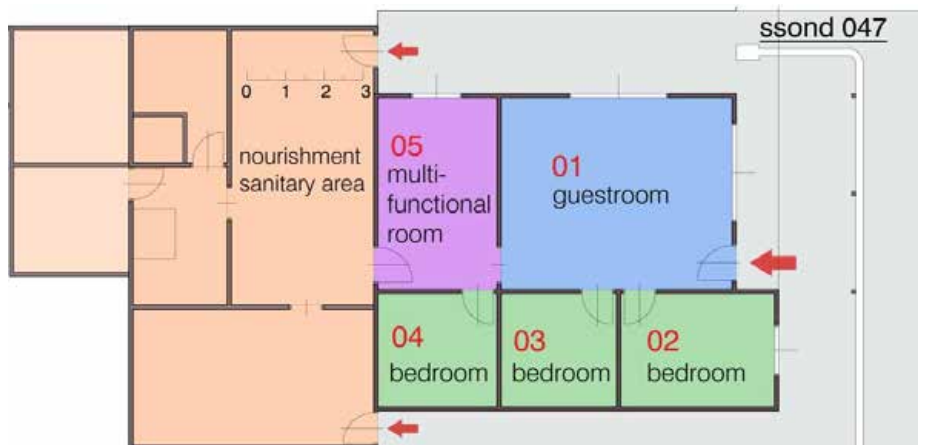 ssond 047
0 1 2 3
nourishment
sanitary area
05
multi-
functional
room
01
guestroom
04
bedroom
03
bedroom
02
bedroom